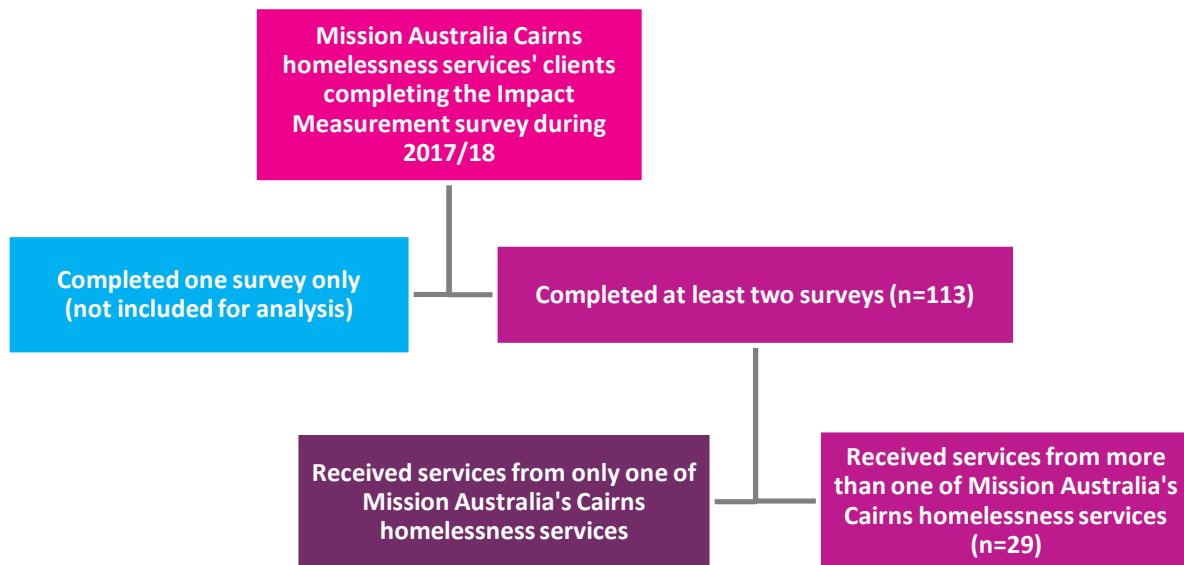 Mission Australia Cairns
homelessness services' clients
completing the Impact
Measurement survey during
2017/18
Completed one survey only
(not included for analysis)
Completed at least two surveys (n=113)
Received services from only one of
Mission Australia's Cairns
homelessness services
Received services from more
than one of Mission Australia's
Cairns homelessness services
(n=29)